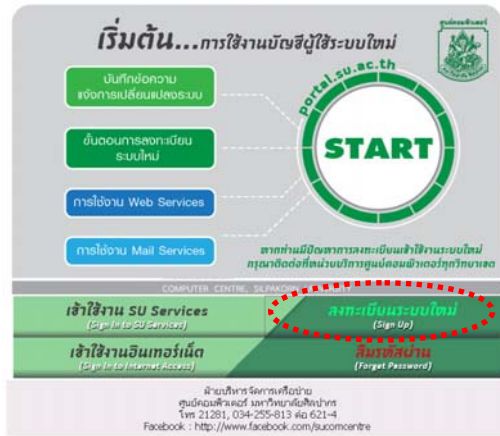 เริ่มต้น...การใช้งานบัญชีผู้ใช้ระบบใหม่
ศูนย์คอมพิวเตอร์
บันทึกข้อความ
แจ้งการเปลี่ยนแปลงระบบ
portal.su.ac.th
ขั้นตอนการลงทะเบียน
ระบบใหม่
START
การใช้งาน Web Services
การใช้งาน Mail Services
หากท่านมีปัญหาการลงทะเบียนเข้าใช้งานระบบใหม่
กรุณาติดต่อที่หน่วยบริการศูนย์คอมพิวเตอร์ทุกวิทยาเขต
COMPUTER CENTRE, SILPAKORN
เข้าใช้งาน SU Services
(Sign In to SU Services)
ลงทะเบียนระบบใหม่
(Sign Up)
เข้าใช้งานอินเทอร์เน็ต
(Sign In to Internet Access)
ลืมรหัสผ่าน
(Forget Password)
ฝ่ายบริหารจัดการเครือข่าย
ศูนย์คอมพิวเตอร์ มหาวิทยาลัยศิลปากร
โทร 21281, 034-255-813 ต่อ 621-4
Facebook : http://www.facebook.com/sucomcentre